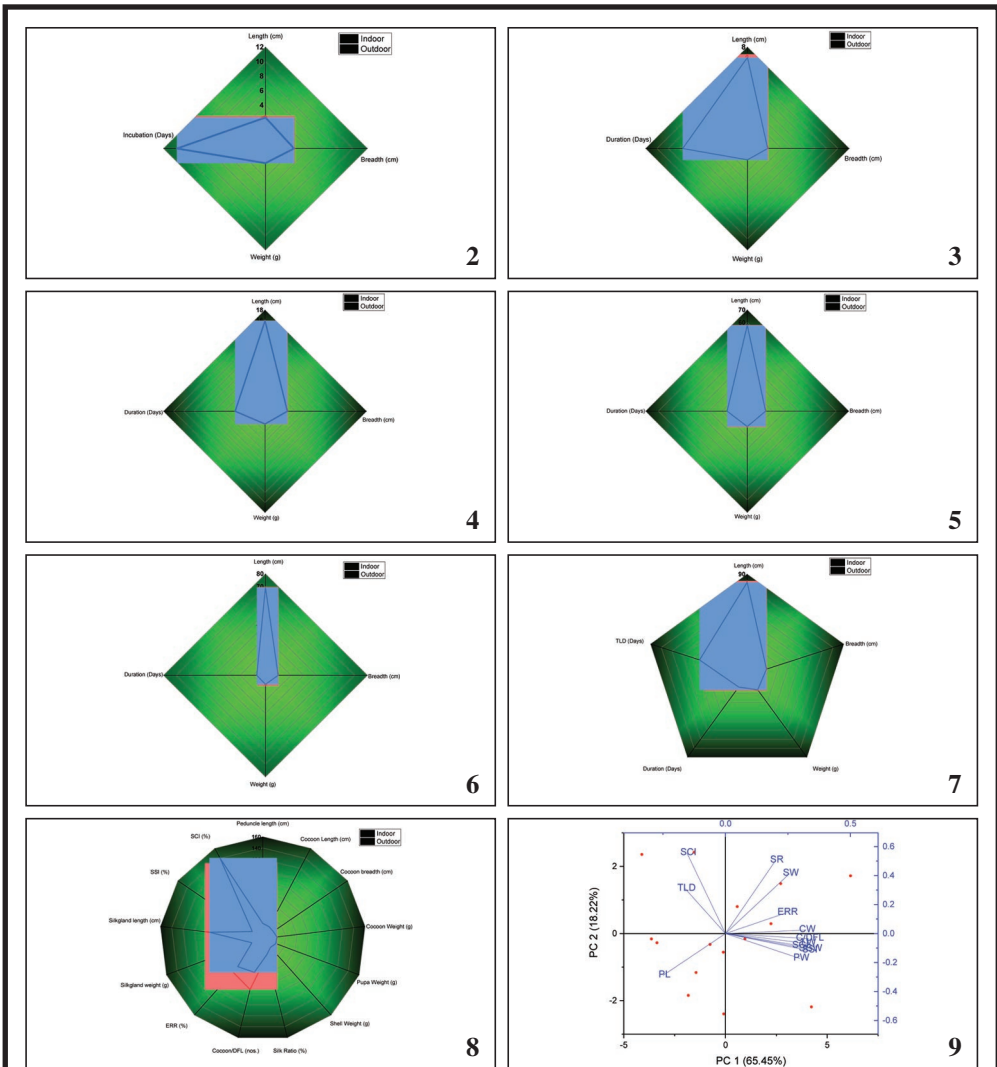 Length (cm)
12
10
8
6
4
Indoor
Outdoor
Incubation (Days)
Breadth (cm)
Weight (g)
2
Length (cm)
8
Indoor
Outdoor
Duration (Days)
Breadth (cm)
Weight (g)
3
Length (cm)
18
Indoor
Outdoor
Duration (Days)
Breadth (cm)
Weight (g)
4
Length (cm)
70
Indoor
Outdoor
Duration (Days)
Breadth (cm)
Weight (g)
5
Length (cm)
80
Indoor
Outdoor
Duration (Days)
Breadth (cm)
Weight (g)
6
Length (cm)
90
Indoor
Outdoor
TLD (Days)
Breadth (cm)
Duration (Days)
Weight (g)
7
Peduncle length (cm)
160
Indoor
Outdoor
SCI (%)
Cocoon Length (cm)
SSI (%)
Cocoon breadth (cm)
Silkgland length (cm)
Cocoon Weight (g)
Silkgland weight (g)
Pupa Weight (g)
ERR (%)
Shell Weight (g)
Cocoon/DFL (nos.)
Silk Ratio (%)
8
0.0 0.5
SCI
SR
SW
TLD
ERR
CW
C/DFL
PW
PL
2
0
-2
0.6
0.4
0.2
0.0
-0.2
-0.4
-0.6
PC 2 (18.22%)
-5 0 5
PC 1 (65.45%)
9